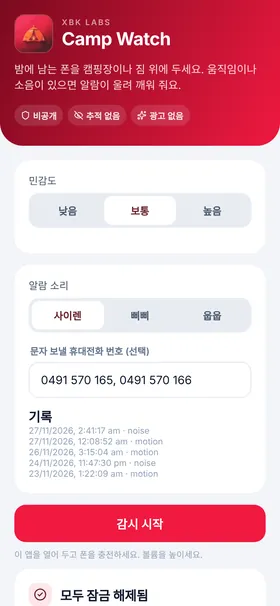 XBK LABS
Camp Watch
밤에 남는 폰을 캠핑장이나 짐 위에 두세요. 움직임이나
소음이 있으면 알람이 울려 깨워 줘요.
비공개
추적 없음
광고 없음
민감도
낮음
보통
높음
알람 소리
사이렌
삐삐
웁웁
문자 보낼 휴대전화 번호 (선택)
0491 570 165, 0491 570 166
기록
27/11/2026, 2:41:17 am · noise
27/11/2026, 12:08:52 am · motion
26/11/2026, 3:15:04 am · motion
24/11/2026, 11:47:30 pm · noise
23/11/2026, 1:22:09 am · motion
감시 시작
이 앱을 열어 두고 폰을 충전하세요. 볼륨을 높이세요.
모두 잠금 해제됨